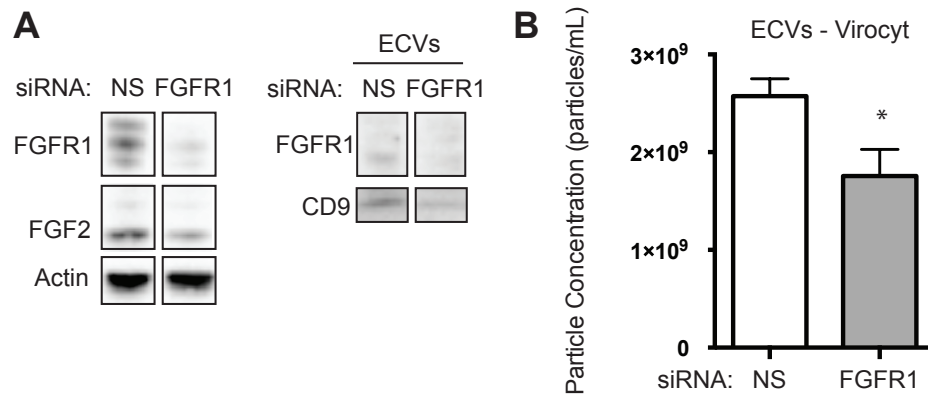 A
siRNA: NS FGFR1
FGFR1
FGF2
Actin
ECVs
siRNA: NS FGFR1
FGFR1
CD9
B
ECVs - Virocyt
Particle Concentration (particles/mL)
3×10⁹
2×10⁹
1×10⁹
0
*
siRNA: NS FGFR1